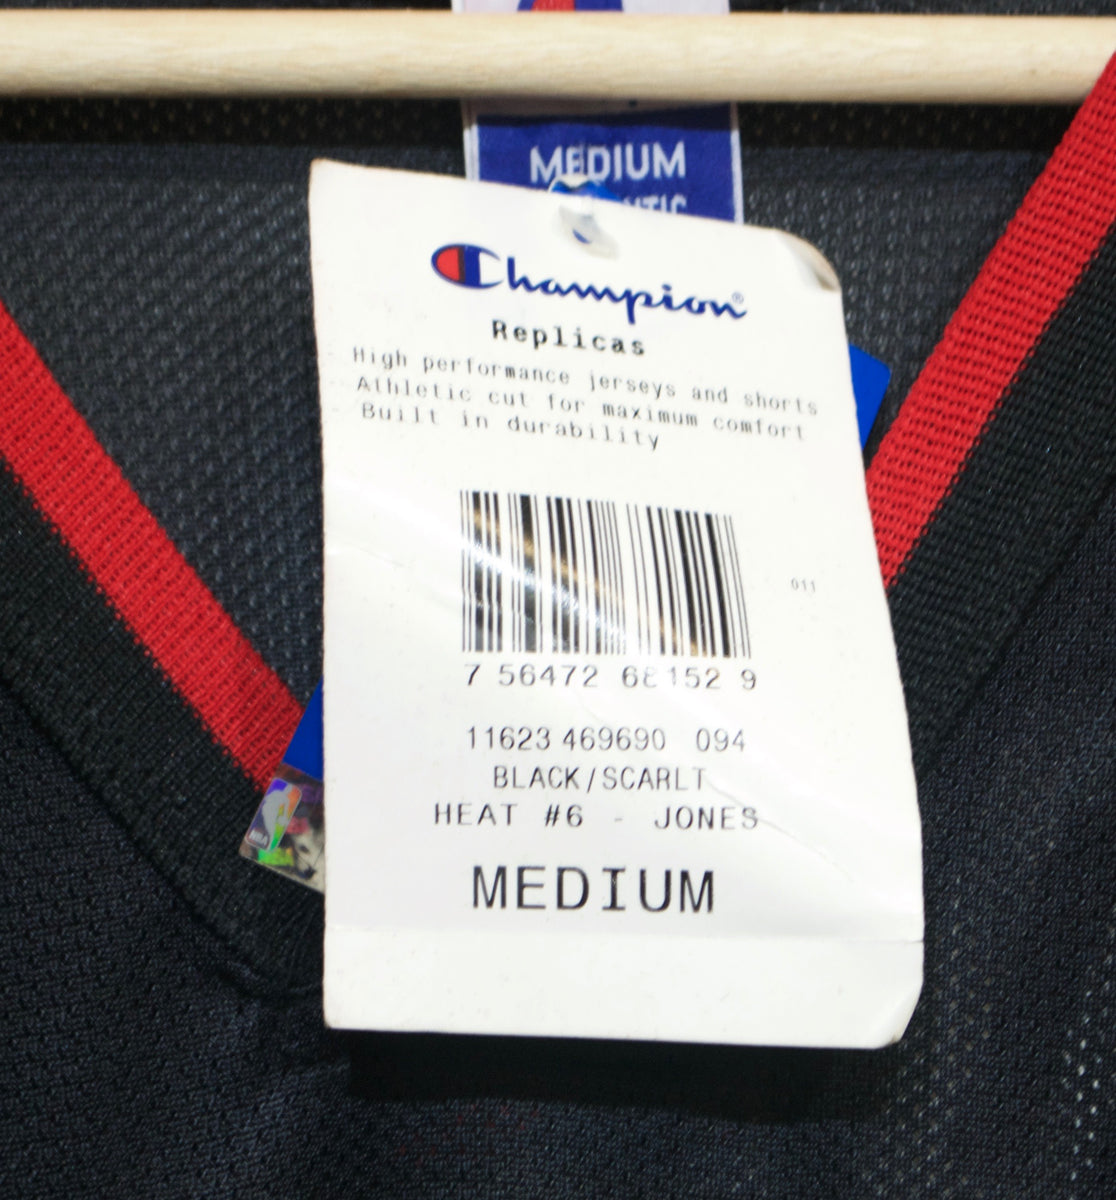 MEDIUM
Champion®
Replicas
High performance jerseys and shorts
Athletic cut for maximum comfort
Built in durability
011
7 56472 68152 9
11623 469690 094
BLACK/SCARLT
HEAT #6 - JONES
MEDIUM
NBA